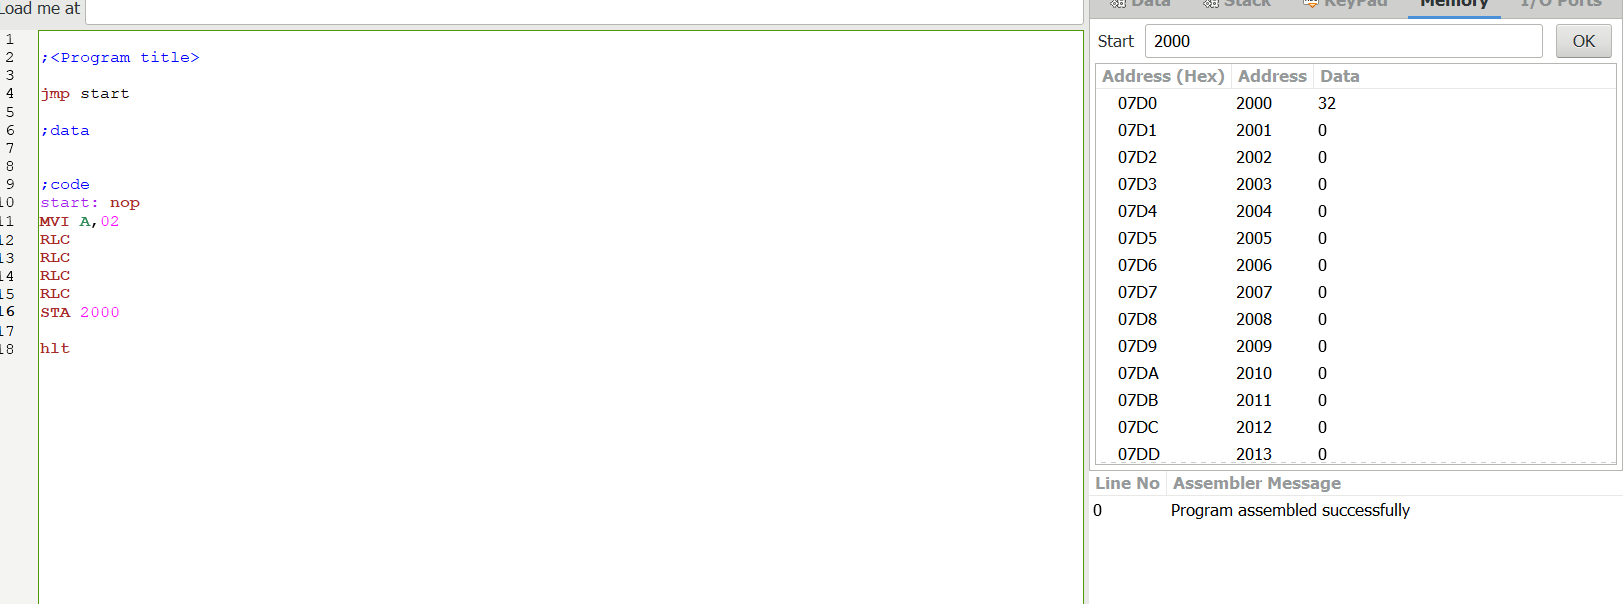 Load me at
Data Stack KeyPad Memory I/O Ports
1
2 ;<Program title>
3
4 jmp start
5
6 ;data
7
8
9 ;code
10 start: nop
11 MVI A,02
12 RLC
13 RLC
14 RLC
15 RLC
16 STA 2000
17
18 hlt
Start 2000 OK
Address (Hex) Address Data
07D0 2000 32
07D1 2001 0
07D2 2002 0
07D3 2003 0
07D4 2004 0
07D5 2005 0
07D6 2006 0
07D7 2007 0
07D8 2008 0
07D9 2009 0
07DA 2010 0
07DB 2011 0
07DC 2012 0
07DD 2013 0
Line No Assembler Message
0 Program assembled successfully